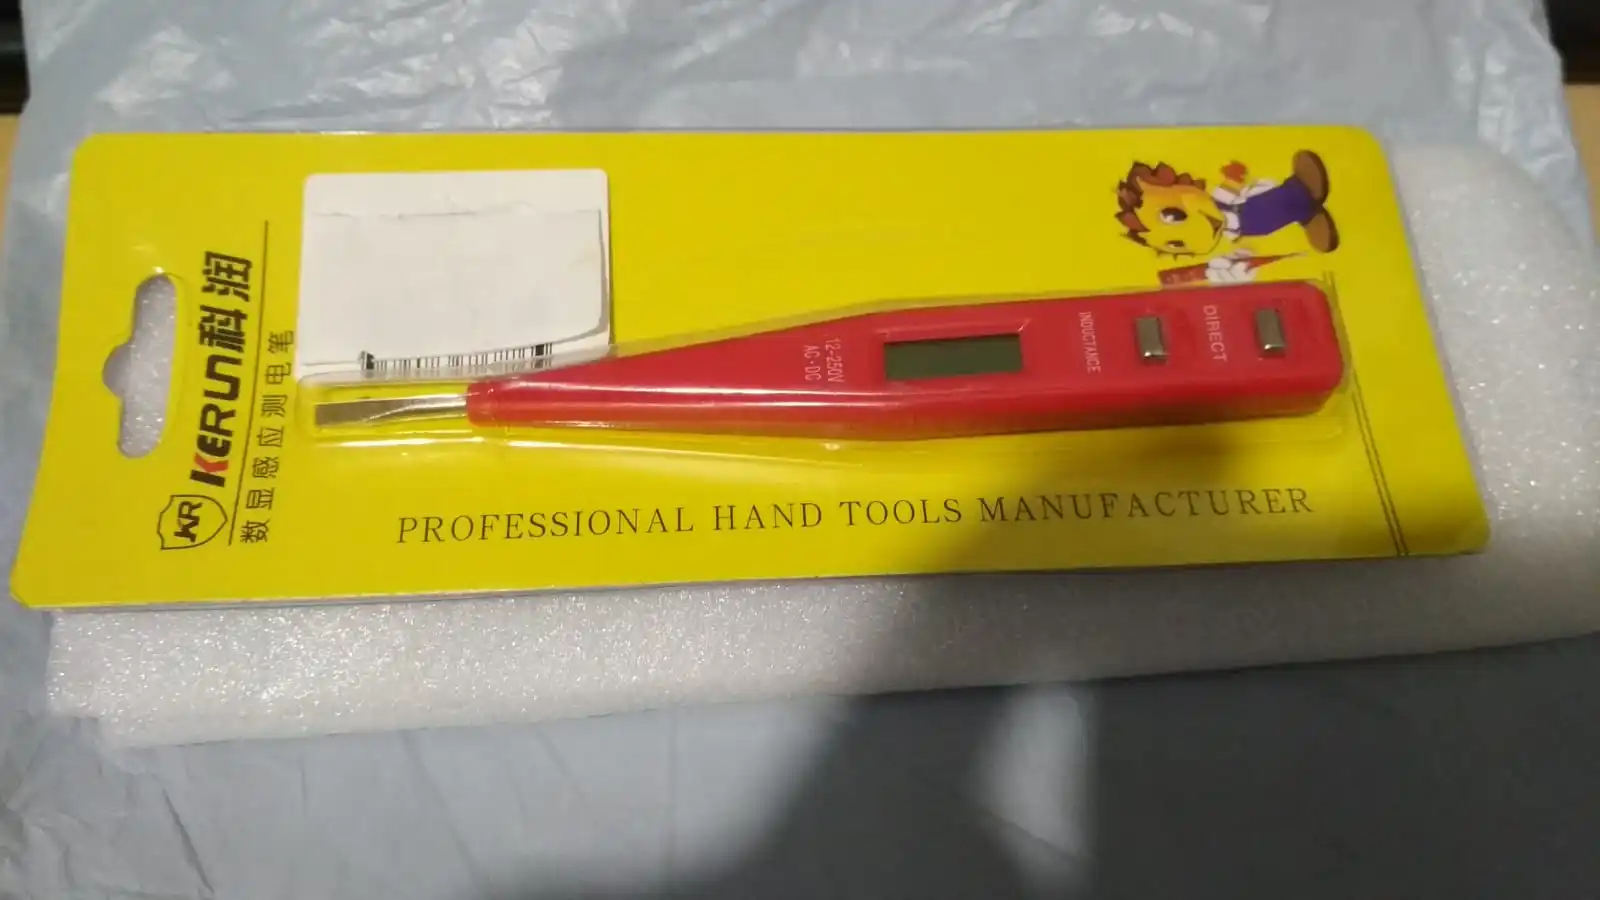 KR
KERUN科润
数显感应测电笔
12-250V
AC·DC
INDUCTANCE
DIRECT
PROFESSIONAL HAND TOOLS MANUFACTURER